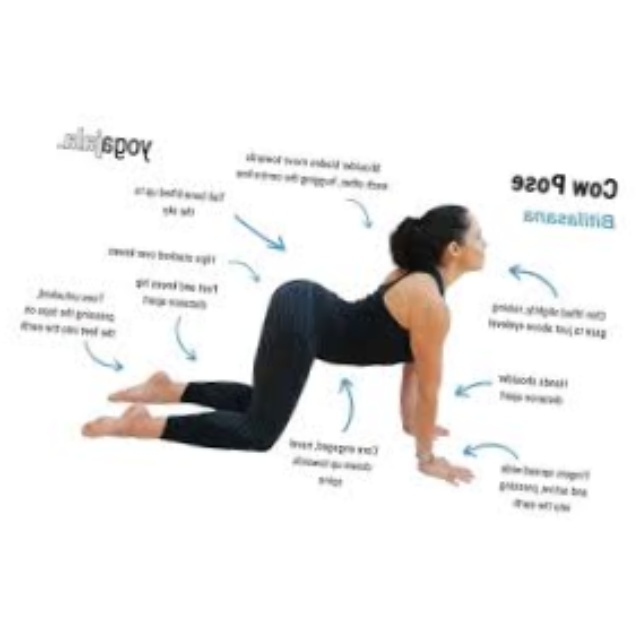 Cow Pose
Bitilasana
yogajala.
Shoulder blades move towards
each other, hugging the centre line
Tail bone lifted up to
the sky
Hips stacked over knees
Feet and knees hip
distance apart
Toes untucked,
pressing the tops of
the feet into the earth
Chin lifted slightly, raising
gaze to just above eyelevel
Hands shoulder
distance apart
Fingers spread wide
and active, pressing
into the earth
Core engaged, navel
draws up towards
spine